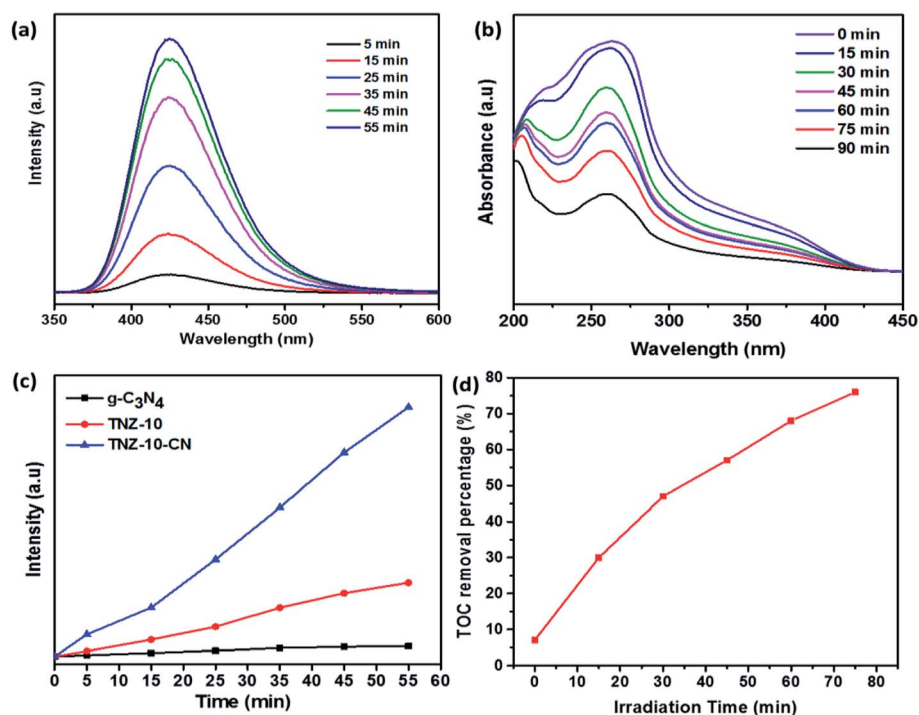 (a)
5 min
15 min
25 min
35 min
45 min
55 min
Intensity (a.u)
350 400 450 500 550 600
Wavelength (nm)
(b)
0 min
15 min
30 min
45 min
60 min
75 min
90 min
Absorbance (a.u)
200 250 300 350 400 450
Wavelength (nm)
(c)
g-C₃N₄
TNZ-10
TNZ-10-CN
Intensity (a.u)
0 5 10 15 20 25 30 35 40 45 50 55 60
Time (min)
(d)
80
70
60
50
40
30
20
10
0
TOC removal percentage (%)
0 10 20 30 40 50 60 70 80
Irradiation Time (min)